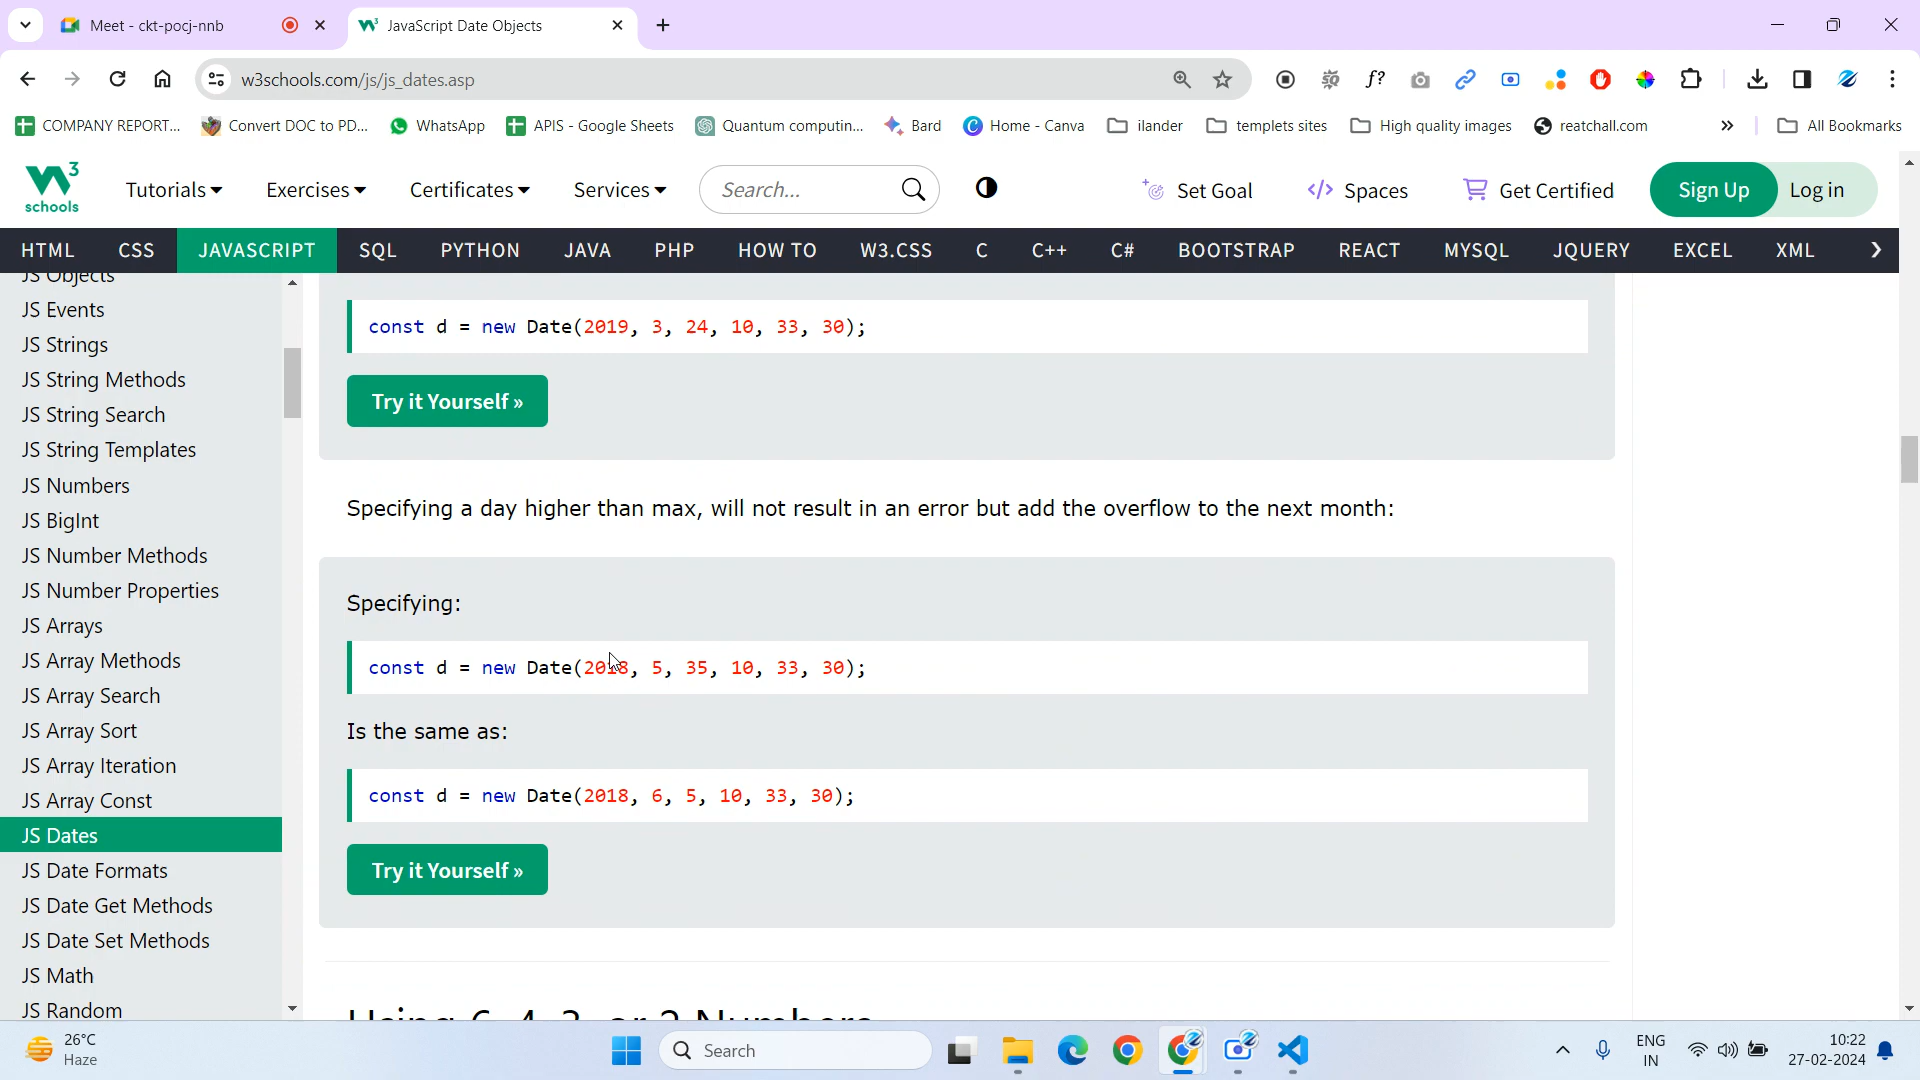 Meet - ckt-pocj-nnb
JavaScript Date Objects
w3schools.com/js/js_dates.asp
COMPANY REPORT...
Convert DOC to PD...
WhatsApp
APIS - Google Sheets
Quantum computin...
Bard
Home - Canva
ilander
templets sites
High quality images
reatchall.com
All Bookmarks
W3
schools
Tutorials
Exercises
Certificates
Services
Search...
Set Goal
Spaces
Get Certified
Sign Up
Log in
HTML
CSS
JAVASCRIPT
SQL
PYTHON
JAVA
PHP
HOW TO
W3.CSS
C
C++
C#
BOOTSTRAP
REACT
MYSQL
JQUERY
EXCEL
XML
JS Objects
JS Events
JS Strings
JS String Methods
JS String Search
JS String Templates
JS Numbers
JS BigInt
JS Number Methods
JS Number Properties
JS Arrays
JS Array Methods
JS Array Search
JS Array Sort
JS Array Iteration
JS Array Const
JS Dates
JS Date Formats
JS Date Get Methods
JS Date Set Methods
JS Math
JS Random
const d = new Date(2019, 3, 24, 10, 33, 30);
Try it Yourself »
Specifying a day higher than max, will not result in an error but add the overflow to the next month:
Specifying:
const d = new Date(2018, 5, 35, 10, 33, 30);
Is the same as:
const d = new Date(2018, 6, 5, 10, 33, 30);
Try it Yourself »
Using 6, 4, 3, or 2 Numbers
26°C
Haze
Search
ENG
IN
10:22
27-02-2024